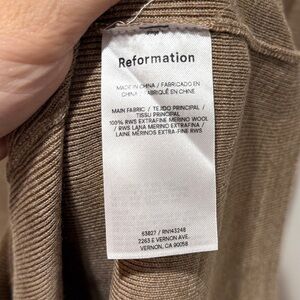 Reformation
MADE IN CHINA / FABRICADO EN
CHINA / FABRIQUÉ EN CHINE
MAIN FABRIC / TEJIDO PRINCIPAL /
TISSU PRINCIPAL
100% RWS EXTRAFINE MERINO WOOL
/ RWS LANA MERINO EXTRAFINA /
LAINE MÉRINOS EXTRA-FINE RWS
63827 / RN143248
2263 E VERNON AVE.
VERNON, CA 90058